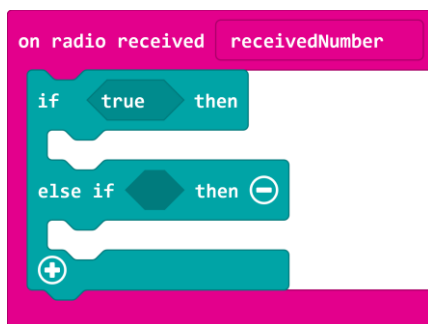 on radio received receivedNumber
if true then
else if then